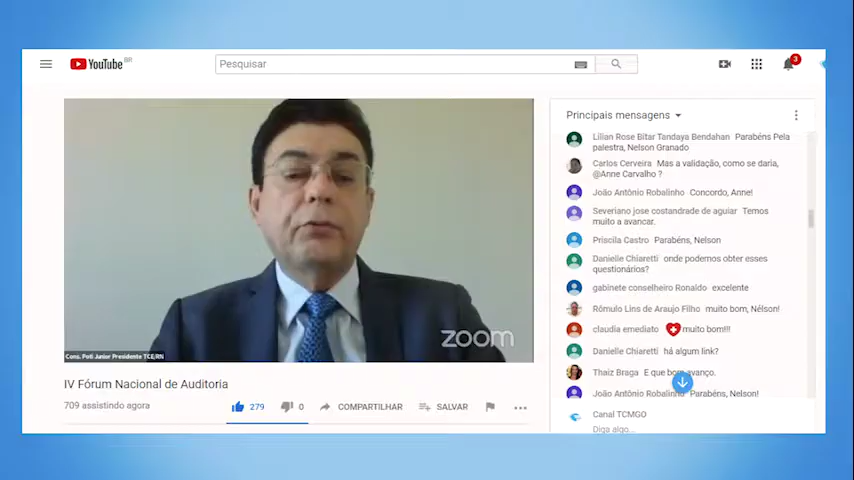 YouTube BR
Pesquisar
3
Principais mensagens
Lilian Rose Bitar Tandaya Bendahan Parabéns Pela
palestra, Nelson Granado
Carlos Cerveira Mas a validação, como se daria,
@Anne Carvalho ?
João Antônio Robalinho Concordo, Anne!
Severiano jose costandrade de aguiar Temos
muito a avancar.
Priscila Castro Parabéns, Nelson
Danielle Chiaretti onde podemos obter esses
questionários?
gabinete conselheiro Ronaldo excelente
Rômulo Lins de Araujo Filho muito bom, Nélson!
claudia emediato muito bom!!!
Danielle Chiaretti há algum link?
Thaiz Braga E que bom avanço.
João Antônio Robalinho Parabéns, Nelson!
Canal TCMGO
Diga algo...
zoom
Cons. Poti Junior Presidente TCE/RN
IV Fórum Nacional de Auditoria
709 assistindo agora
279
0
COMPARTILHAR
SALVAR